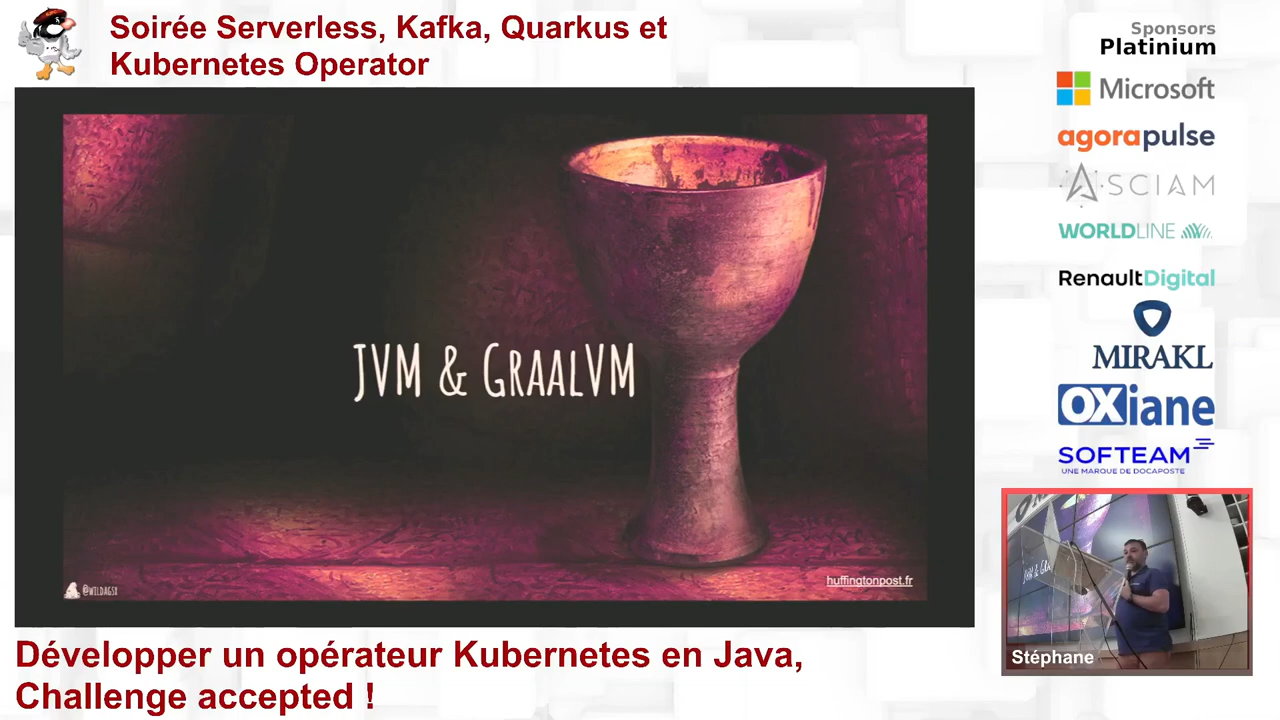 Soirée Serverless, Kafka, Quarkus et
Kubernetes Operator
Sponsors
Platinium
Microsoft
agorapulse
ASCIAM
WORLDLINE
RenaultDigital
MIRAKL
OXiane
SOFTEAM
UNE MARQUE DE DOCAPOSTE
JVM & GraalVM
@wildagsx
huffingtonpost.fr
Stéphane
Développer un opérateur Kubernetes en Java,
Challenge accepted !